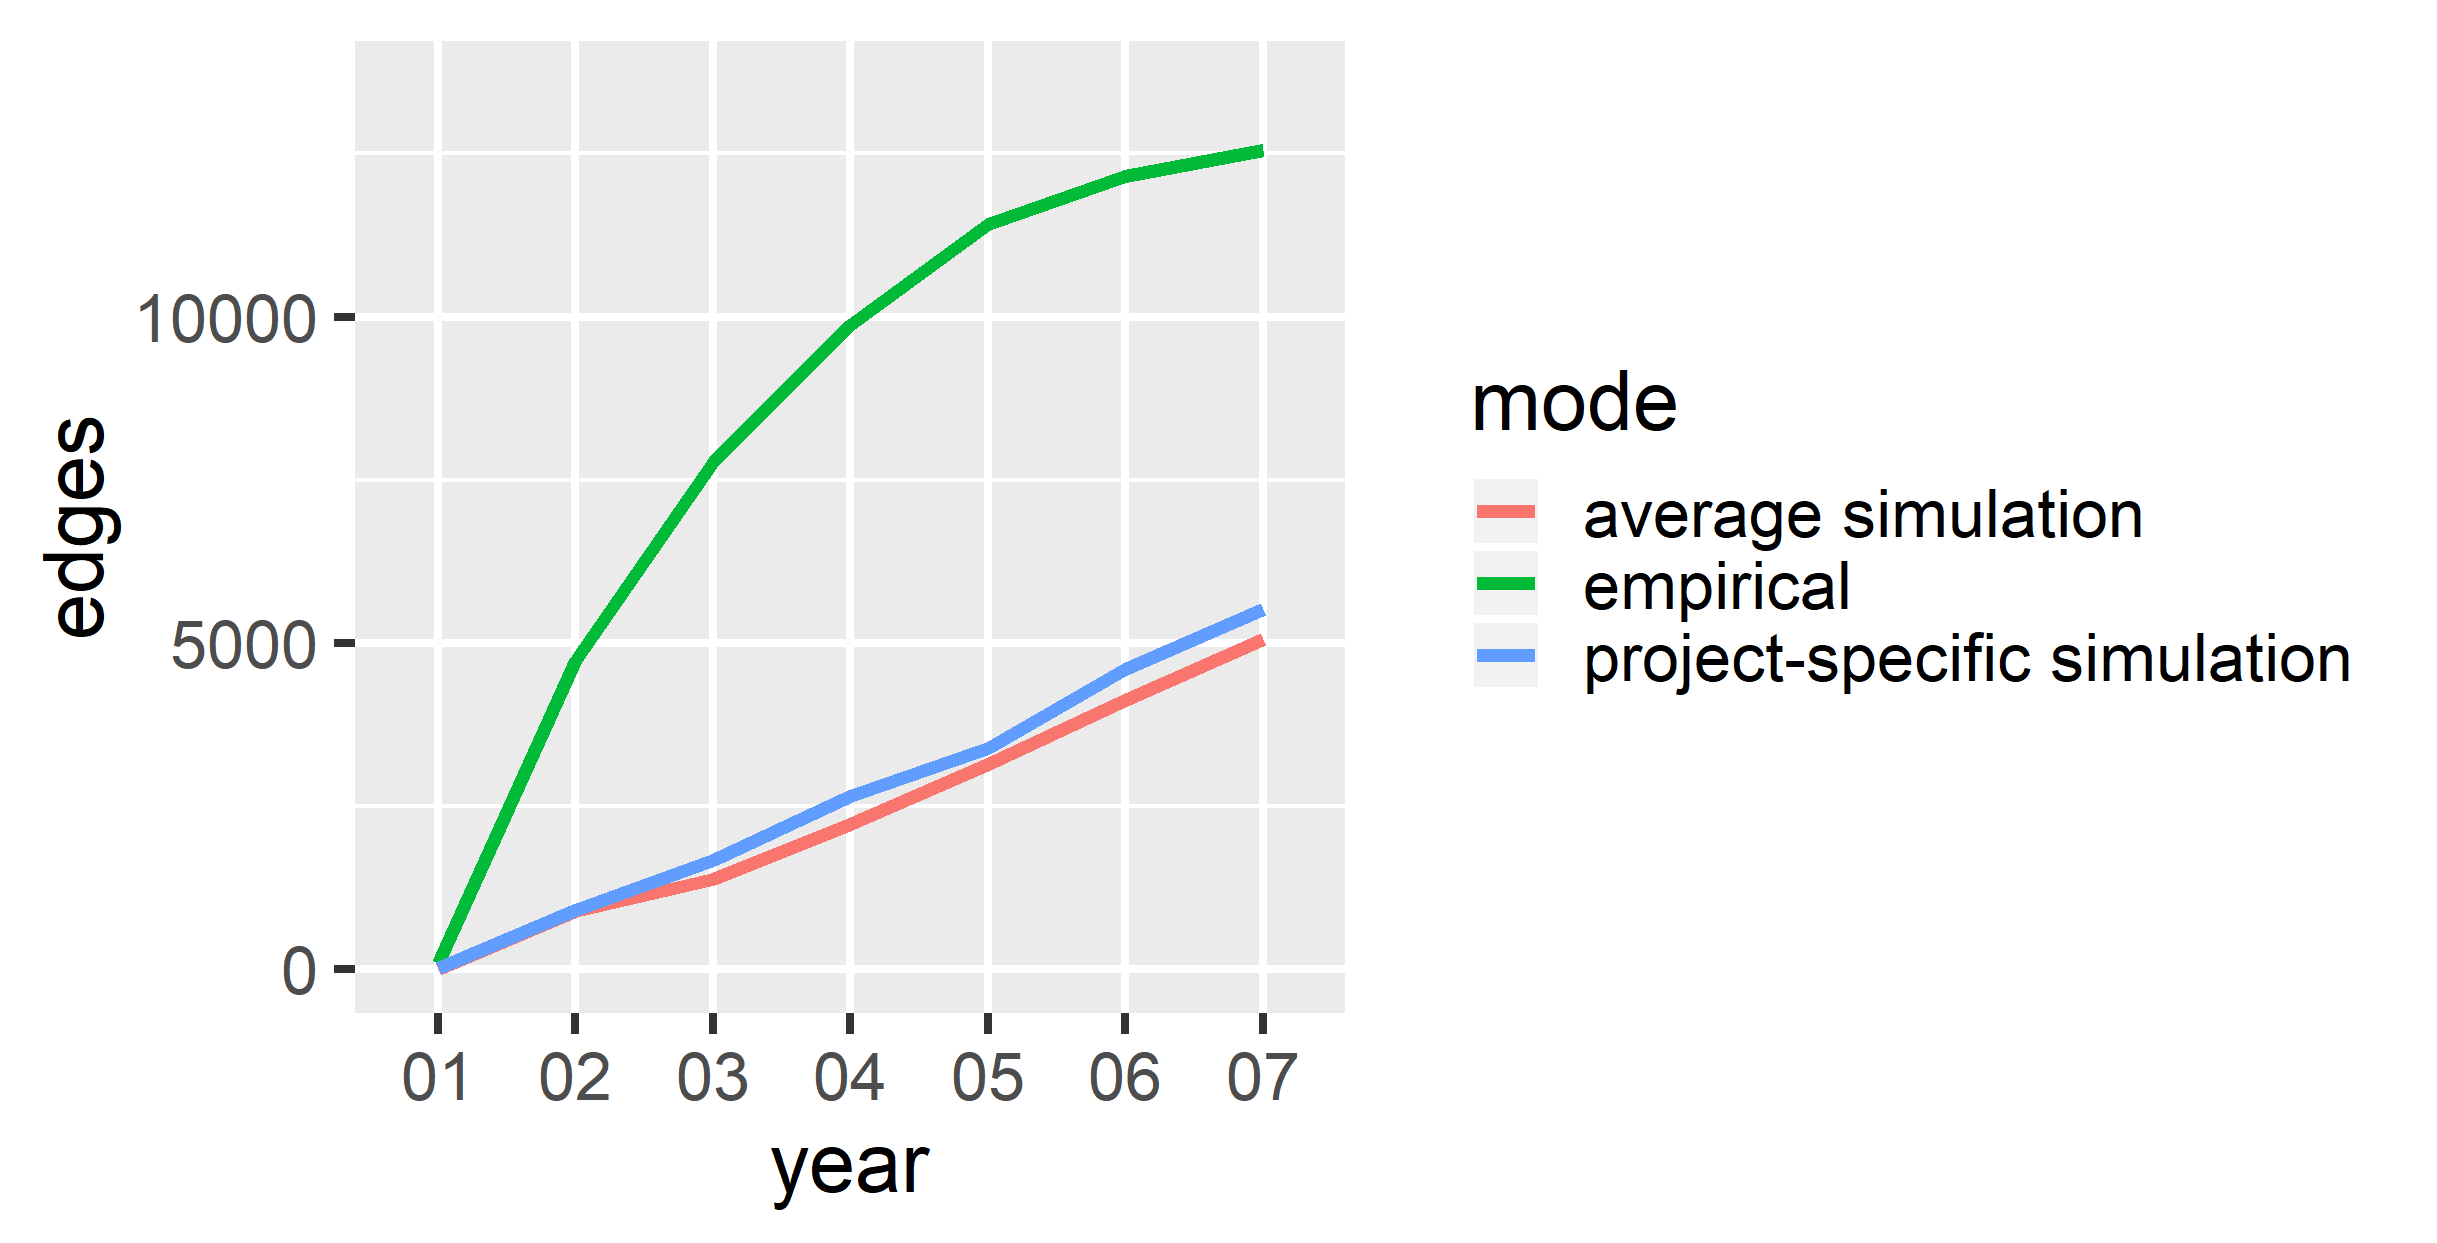 edges
10000
5000
0
01 02 03 04 05 06 07
year
mode
average simulation
empirical
project-specific simulation